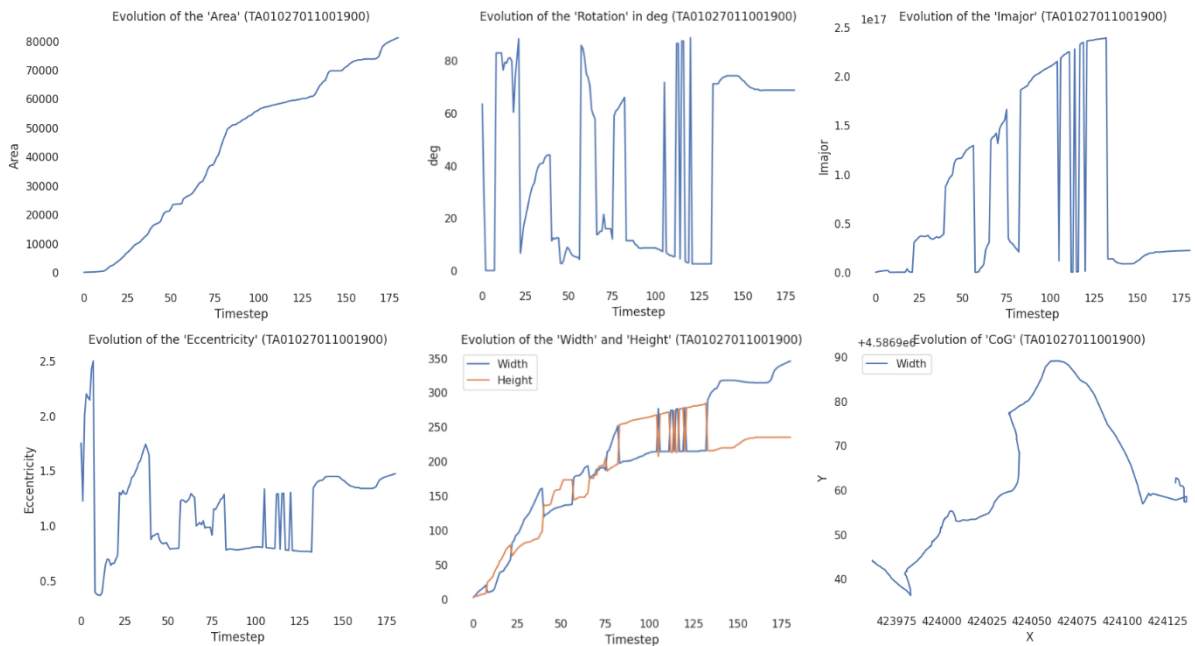 Evolution of the 'Area' (TA01027011001900)
80000
70000
60000
50000
40000
30000
20000
10000
0
Area
0 25 50 75 100 125 150 175
Timestep
Evolution of the 'Rotation' in deg (TA01027011001900)
80
60
40
20
0
deg
0 25 50 75 100 125 150 175
Timestep
Evolution of the 'Imajor' (TA01027011001900)
1e17
2.5
2.0
1.5
1.0
0.5
0.0
Imajor
0 25 50 75 100 125 150 175
Timestep
Evolution of the 'Eccentricity' (TA01027011001900)
2.5
2.0
1.5
1.0
0.5
Eccentricity
0 25 50 75 100 125 150 175
Timestep
Evolution of the 'Width' and 'Height' (TA01027011001900)
Width
Height
350
300
250
200
150
100
50
0
0 25 50 75 100 125 150 175
Timestep
Evolution of 'CoG' (TA01027011001900)
+4.5869e6
Width
90
80
70
60
50
40
Y
423975 424000 424025 424050 424075 424100 424125
X